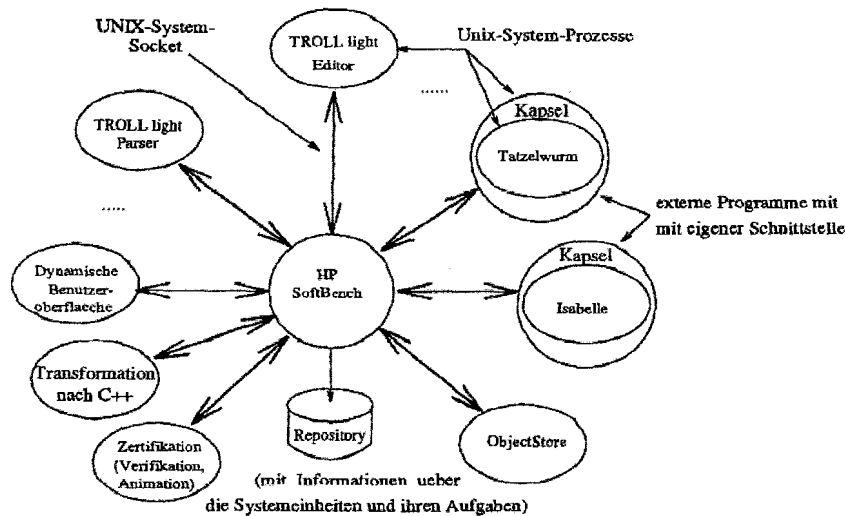 UNIX-System-
Socket
TROLL light
Editor
Unix-System-Prozesse
......
Kapsel
Tatzelwurm
TROLL light
Parser
.....
externe Programme mit
mit eigener Schnittstelle
Kapsel
Isabelle
HP
SoftBench
Dynamische
Benutzer-
oberflaeche
Transformation
nach C++
Zertifikation
(Verifikation,
Animation)
Repository
ObjectStore
(mit Informationen ueber
die Systemeinheiten und ihren Aufgaben)